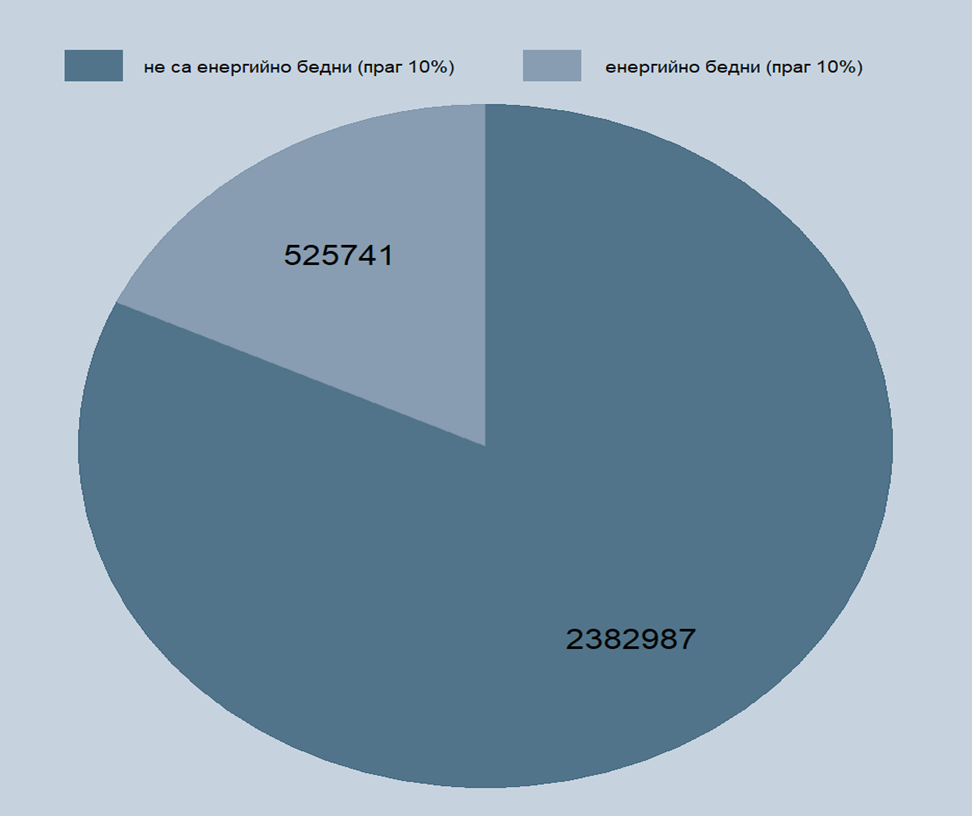 не са енергийно бедни (праг 10%) енергийно бедни (праг 10%)
525741
2382987